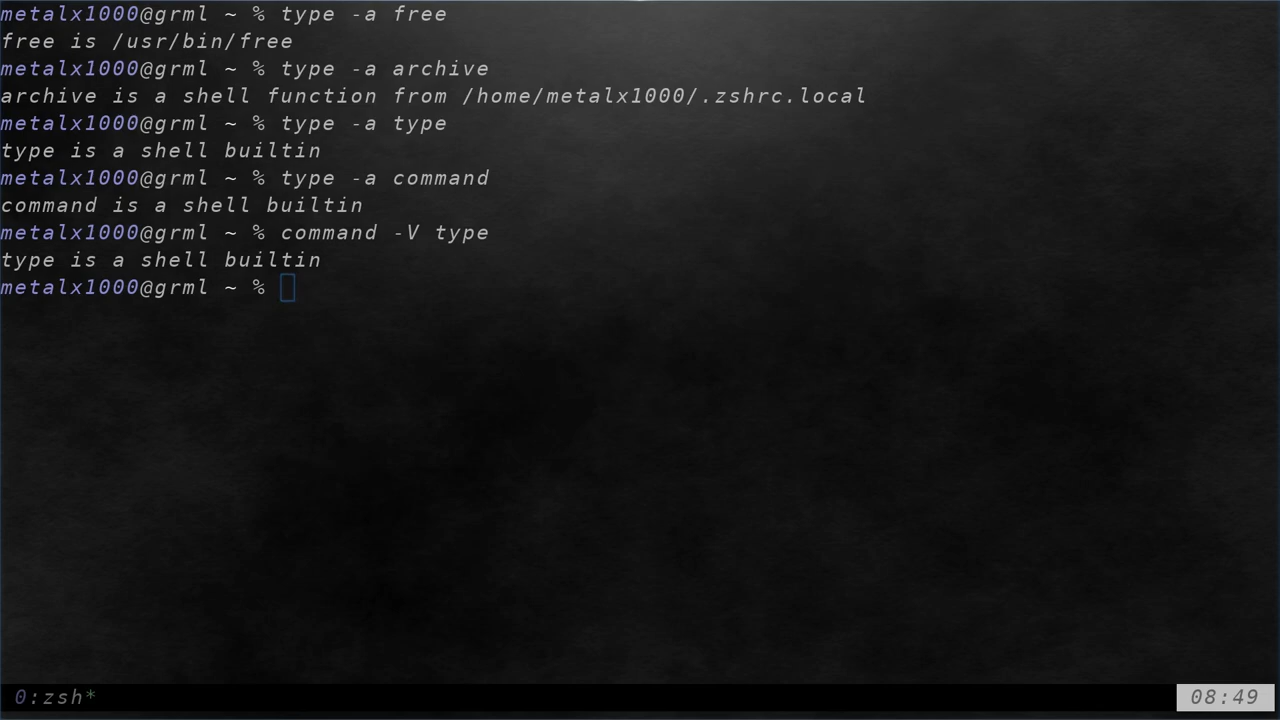 metalx1000@grml ~ % type -a free
free is /usr/bin/free
metalx1000@grml ~ % type -a archive
archive is a shell function from /home/metalx1000/.zshrc.local
metalx1000@grml ~ % type -a type
type is a shell builtin
metalx1000@grml ~ % type -a command
command is a shell builtin
metalx1000@grml ~ % command -V type
type is a shell builtin
metalx1000@grml ~ %
0:zsh* 08:49